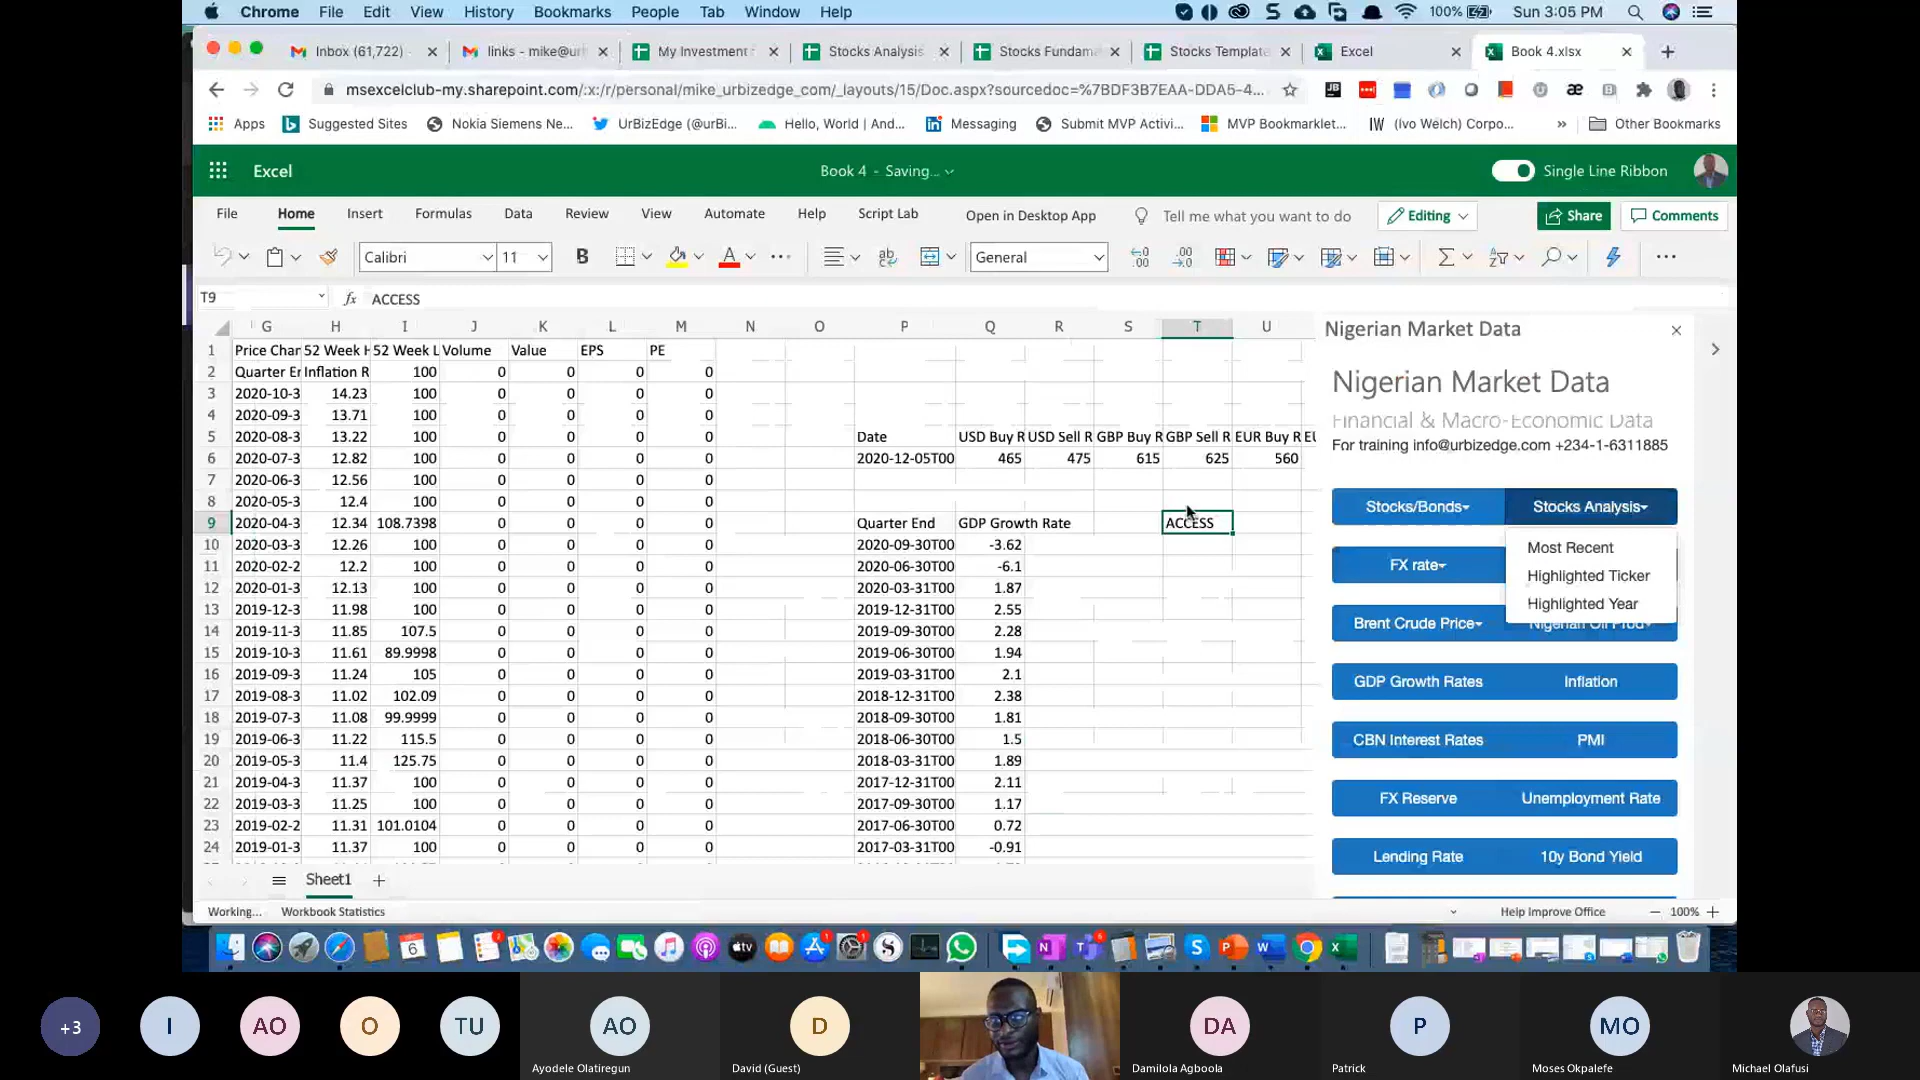 Chrome File Edit View History Bookmarks People Tab Window Help 100% Sun 3:05 PM
Inbox (61,722) links - mike@ur My Investment Stocks Analysis Stocks Fundam Stocks Template Excel Book 4.xlsx
msexcelclub-my.sharepoint.com/:x:/r/personal/mike_urbizedge_com/_layouts/15/Doc.aspx?sourcedoc=%7BDF3B7EAA-DDA5-4...
Apps Suggested Sites Nokia Siemens Ne... UrBizEdge (@urBi... Hello, World | And... Messaging Submit MVP Activi... MVP Bookmarklet... (Ivo Welch) Corpo... » Other Bookmarks
Excel Book 4 - Saving... Single Line Ribbon
File Home Insert Formulas Data Review View Automate Help Script Lab Open in Desktop App Tell me what you want to do Editing Share Comments
Calibri 11 B A General
T9 fx ACCESS
G H I J K L M N O P Q R S T U
1 Price Chan 52 Week H 52 Week L Volume Value EPS PE
2 Quarter En Inflation R 100 0 0 0 0
3 2020-10-3 14.23 100 0 0 0 0
4 2020-09-3 13.71 100 0 0 0 0
5 2020-08-3 13.22 100 0 0 0 0 Date USD Buy R USD Sell R GBP Buy R GBP Sell R EUR Buy R EU
6 2020-07-3 12.82 100 0 0 0 0 2020-12-05T00 465 475 615 625 560
7 2020-06-3 12.56 100 0 0 0 0
8 2020-05-3 12.4 100 0 0 0 0
9 2020-04-3 12.34 108.7398 0 0 0 0 Quarter End GDP Growth Rate ACCESS
10 2020-03-3 12.26 100 0 0 0 0 2020-09-30T00 -3.62
11 2020-02-2 12.2 100 0 0 0 0 2020-06-30T00 -6.1
12 2020-01-3 12.13 100 0 0 0 0 2020-03-31T00 1.87
13 2019-12-3 11.98 100 0 0 0 0 2019-12-31T00 2.55
14 2019-11-3 11.85 107.5 0 0 0 0 2019-09-30T00 2.28
15 2019-10-3 11.61 89.9998 0 0 0 0 2019-06-30T00 1.94
16 2019-09-3 11.24 105 0 0 0 0 2019-03-31T00 2.1
17 2019-08-3 11.02 102.09 0 0 0 0 2018-12-31T00 2.38
18 2019-07-3 11.08 99.9999 0 0 0 0 2018-09-30T00 1.81
19 2019-06-3 11.22 115.5 0 0 0 0 2018-06-30T00 1.5
20 2019-05-3 11.4 125.75 0 0 0 0 2018-03-31T00 1.89
21 2019-04-3 11.37 100 0 0 0 0 2017-12-31T00 2.11
22 2019-03-3 11.25 100 0 0 0 0 2017-09-30T00 1.17
23 2019-02-2 11.31 101.0104 0 0 0 0 2017-06-30T00 0.72
24 2019-01-3 11.37 100 0 0 0 0 2017-03-31T00 -0.91
Nigerian Market Data
Nigerian Market Data
Financial & Macro-Economic Data
For training info@urbizedge.com +234-1-6311885
Stocks/Bonds Stocks Analysis
Most Recent
FX rate Highlighted Ticker
Highlighted Year
Brent Crude Price Nigerian Oil Prod
GDP Growth Rates Inflation
CBN Interest Rates PMI
FX Reserve Unemployment Rate
Lending Rate 10y Bond Yield
Sheet1
Working... Workbook Statistics Help Improve Office 100%
+3 I AO O TU AO D DA P MO
Ayodele Olatiregun David (Guest) Damilola Agboola Patrick Moses Okpalefe Michael Olafusi